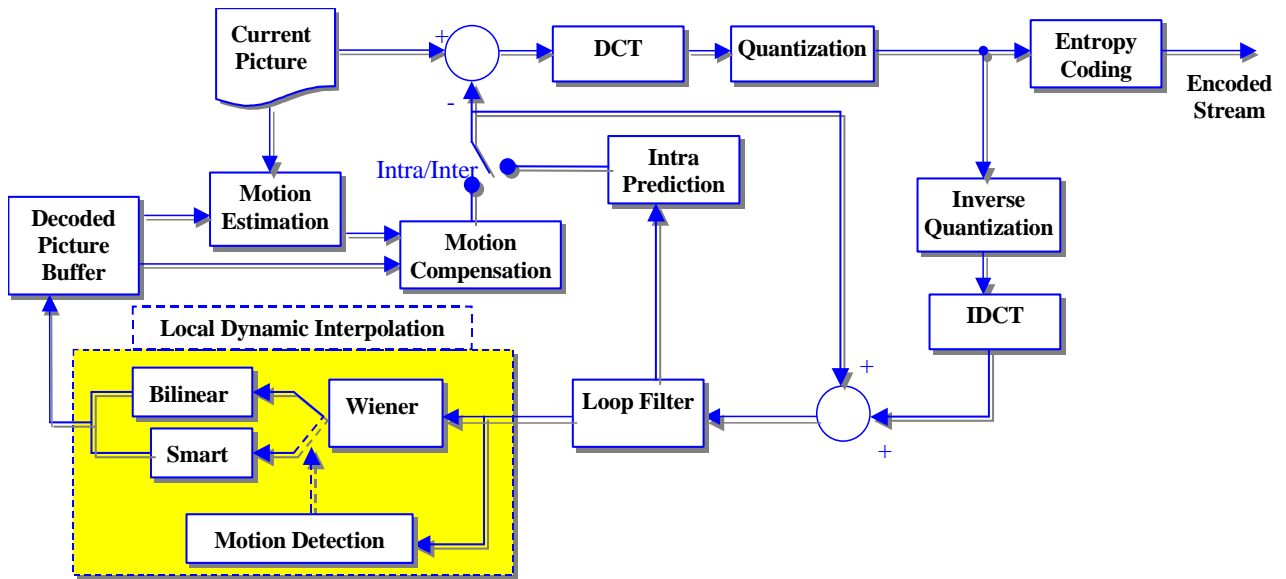 Current
Picture
+
DCT
Quantization
Entropy
Coding
Encoded
Stream
-
Intra/Inter
Intra
Prediction
Motion
Estimation
Inverse
Quantization
Decoded
Picture
Buffer
Motion
Compensation
IDCT
Local Dynamic Interpolation
Bilinear
Wiener
Smart
Motion Detection
Loop Filter
+
+